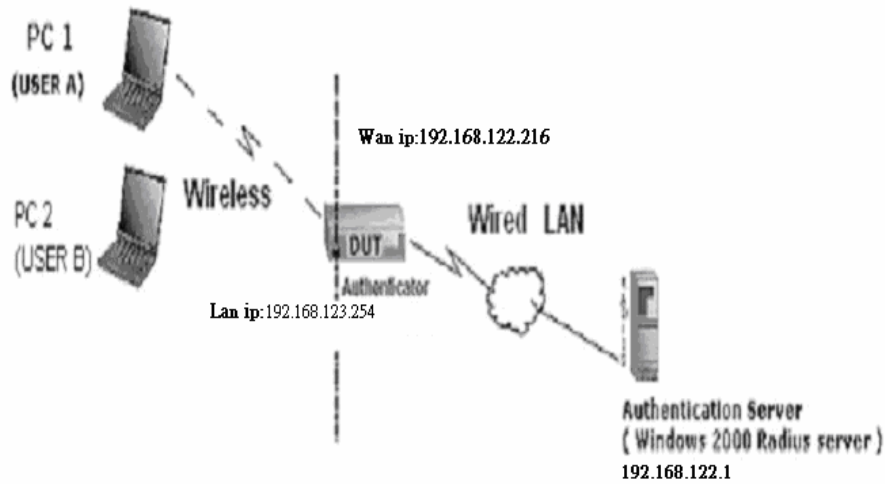 PC 1
(USER A)
Wan ip:192.168.122.216
Wireless
Wired LAN
PC 2
(USER B)
DUT
Authenticator
Lan ip:192.168.123.254
Authentication Server
( Windows 2000 Radius server )
192.168.122.1